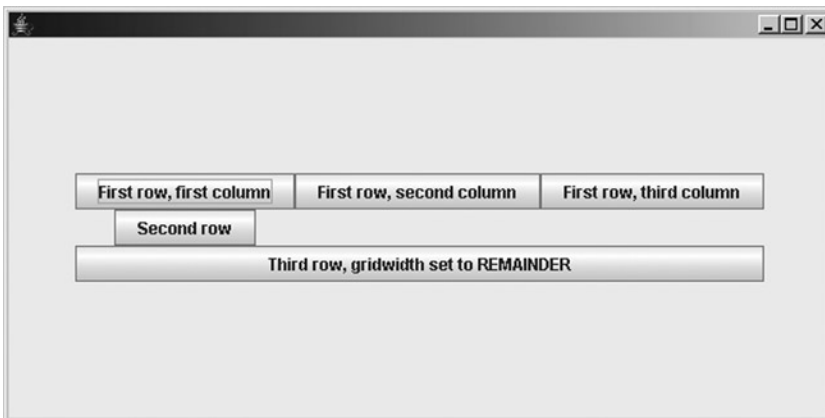 First row, first column
First row, second column
First row, third column
Second row
Third row, gridwidth set to REMAINDER